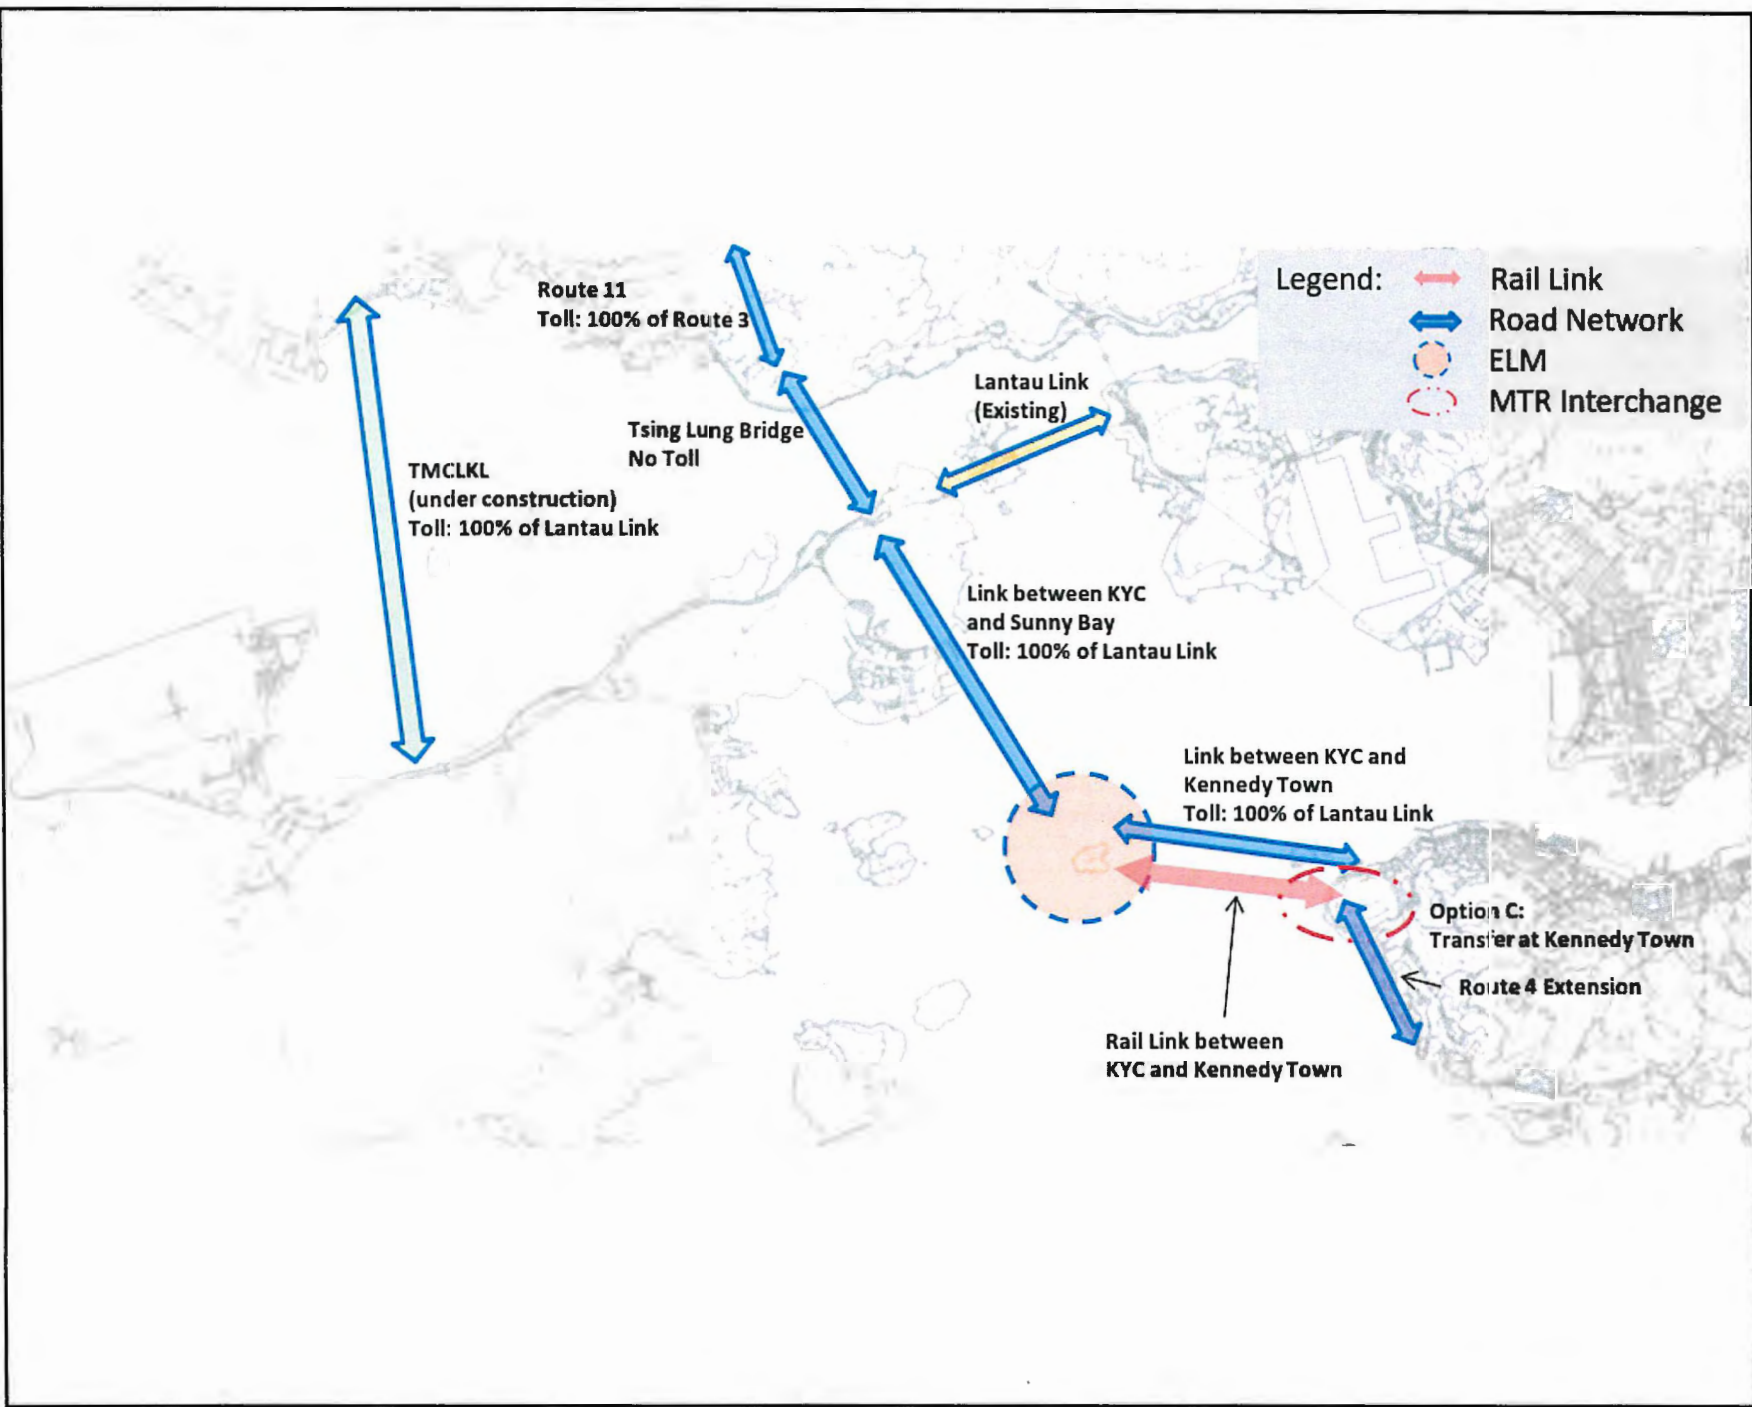 Route 11
Toll: 100% of Route 3
Legend:
Rail Link
Road Network
ELM
MTR Interchange
Lantau Link
(Existing)
Tsing Lung Bridge
No Toll
TMCLKL
(under construction)
Toll: 100% of Lantau Link
Link between KYC
and Sunny Bay
Toll: 100% of Lantau Link
Link between KYC and
Kennedy Town
Toll: 100% of Lantau Link
Option C:
Transfer at Kennedy Town
Route 4 Extension
Rail Link between
KYC and Kennedy Town